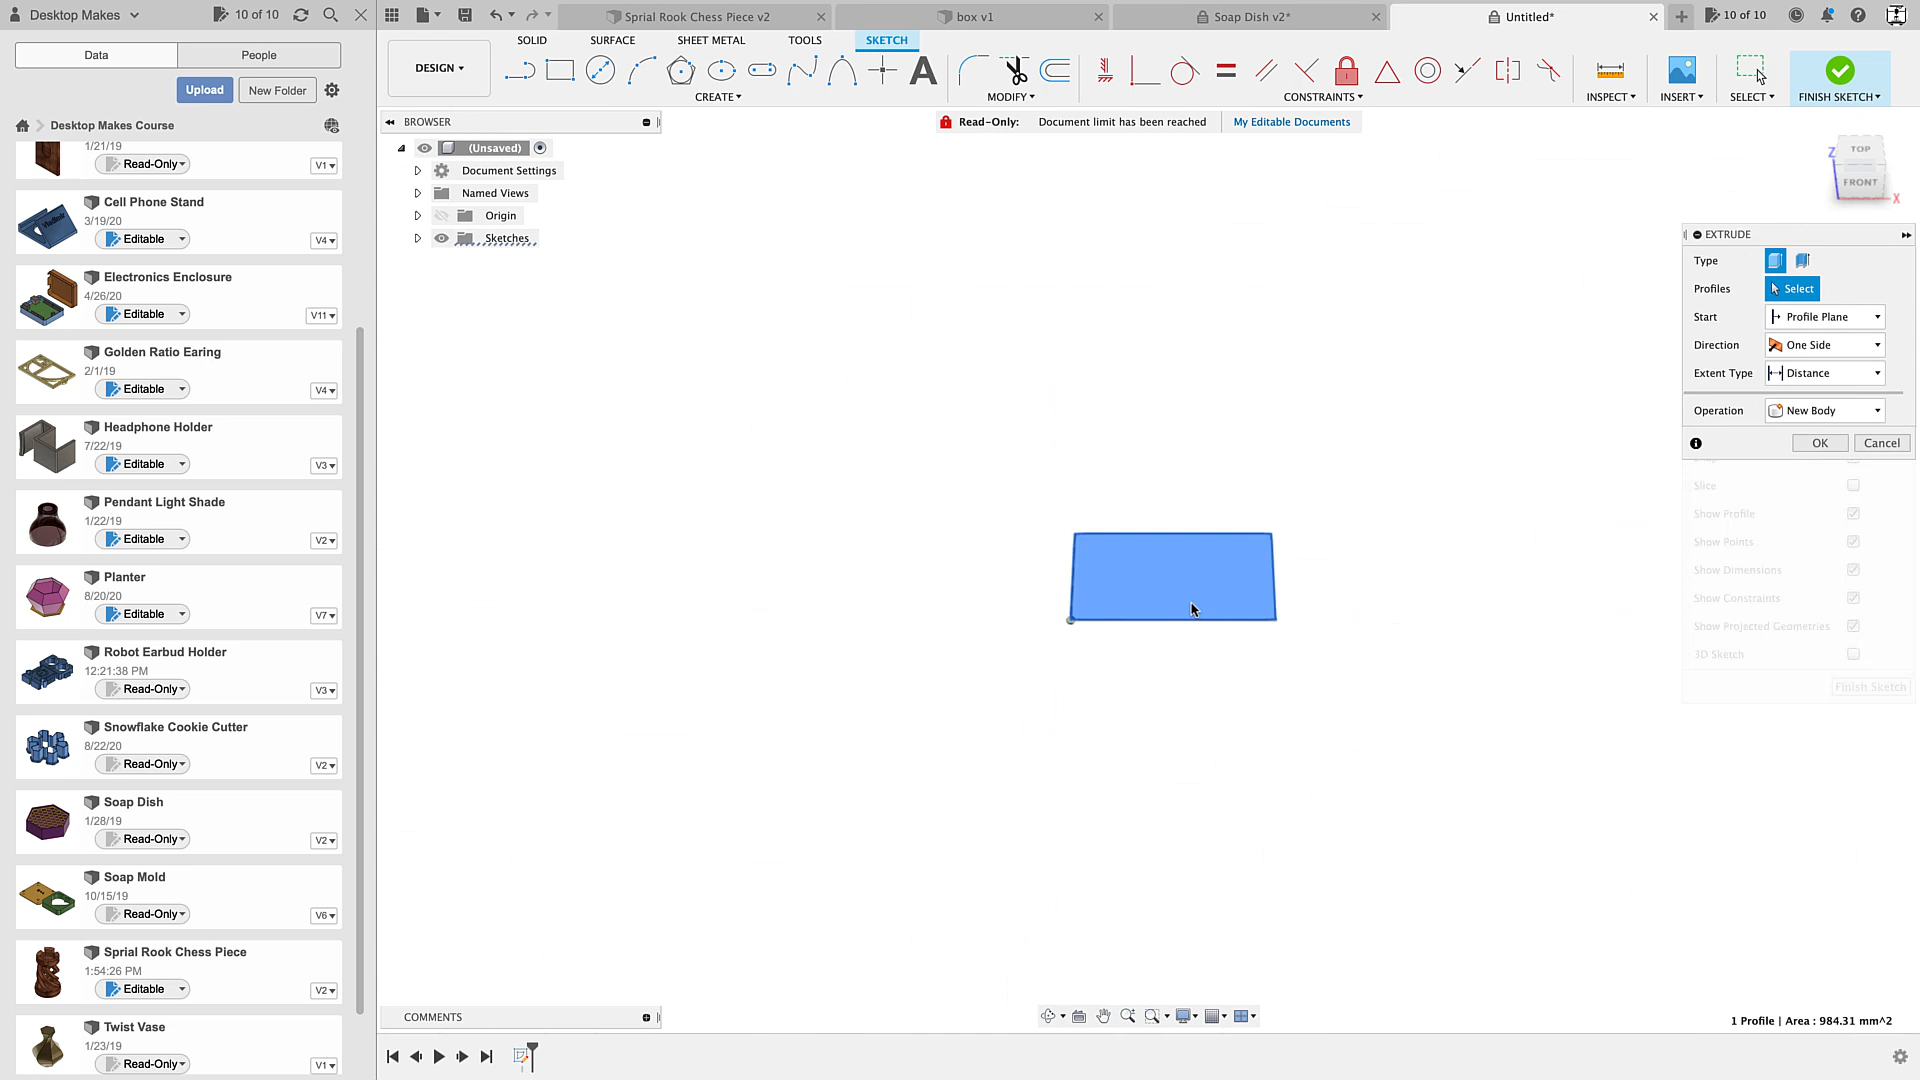 Desktop Makes
10 of 10
Sprial Rook Chess Piece v2
box v1
Soap Dish v2*
Untitled*
10 of 10
Data
People
SOLID
SURFACE
SHEET METAL
TOOLS
SKETCH
DESIGN
Upload
New Folder
CREATE
MODIFY
CONSTRAINTS
INSPECT
INSERT
SELECT
FINISH SKETCH
Desktop Makes Course
BROWSER
Read-Only: Document limit has been reached
My Editable Documents
1/21/19
Read-Only
V1
Cell Phone Stand
3/19/20
Editable
V4
Electronics Enclosure
4/26/20
Editable
V11
Golden Ratio Earing
2/1/19
Editable
V4
Headphone Holder
7/22/19
Editable
V3
Pendant Light Shade
1/22/19
Editable
V2
Planter
8/20/20
Editable
V7
Robot Earbud Holder
12:21:38 PM
Read-Only
V3
Snowflake Cookie Cutter
8/22/20
Read-Only
V2
Soap Dish
1/28/19
Read-Only
V2
Soap Mold
10/15/19
Read-Only
V6
Sprial Rook Chess Piece
1:54:26 PM
Editable
V2
Twist Vase
1/23/19
Read-Only
V1
(Unsaved)
Document Settings
Named Views
Origin
Sketches
TOP
FRONT
Z
X
EXTRUDE
Type
Profiles
Select
Start
Profile Plane
Direction
One Side
Extent Type
Distance
Operation
New Body
OK
Cancel
Slice
Show Profile
Show Points
Show Dimensions
Show Constraints
Show Projected Geometries
3D Sketch
Finish Sketch
COMMENTS
1 Profile | Area : 984.31 mm^2